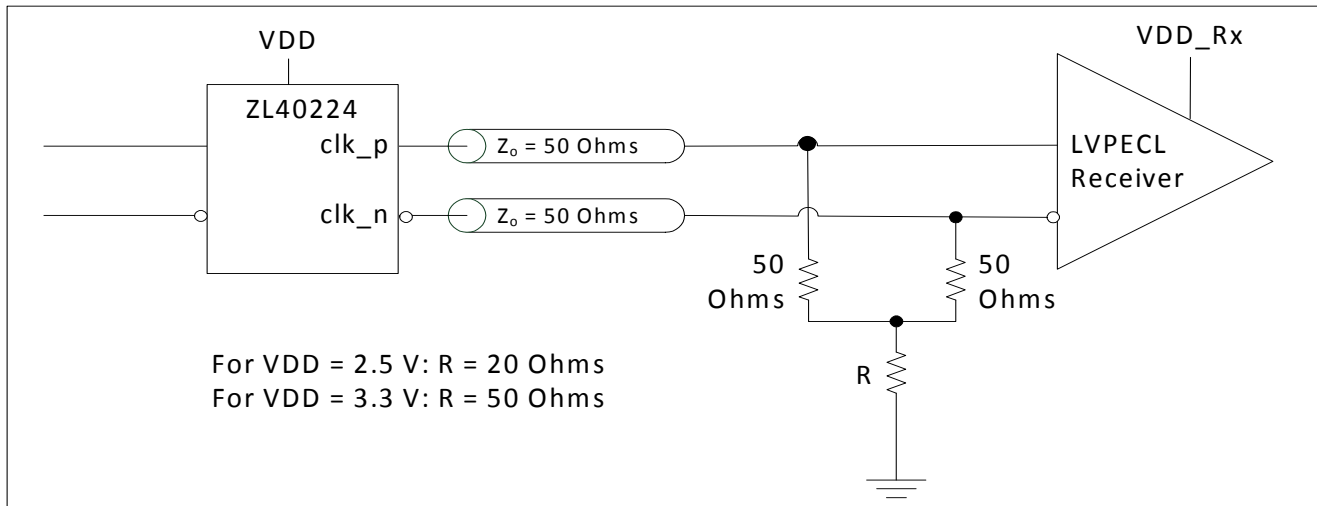 VDD
VDD_Rx
ZL40224
clk_p
Zₒ = 50 Ohms
LVPECL
Receiver
clk_n
Zₒ = 50 Ohms
50
Ohms
50
Ohms
For VDD = 2.5 V: R = 20 Ohms
For VDD = 3.3 V: R = 50 Ohms
R